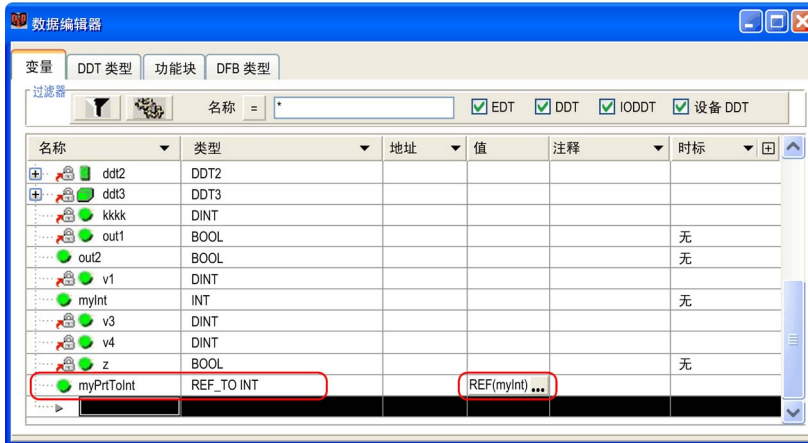 数据编辑器
变量 DDT 类型 功能块 DFB 类型
过滤器
名称 = * EDT DDT IODDT 设备 DDT
名称 类型 地址 值 注释 时标
ddt2 DDT2
ddt3 DDT3
kkkk DINT
out1 BOOL 无
out2 BOOL 无
v1 DINT
myInt INT 无
v3 DINT
v4 DINT
z BOOL 无
myPrtToInt REF_TO INT REF(myInt) ...